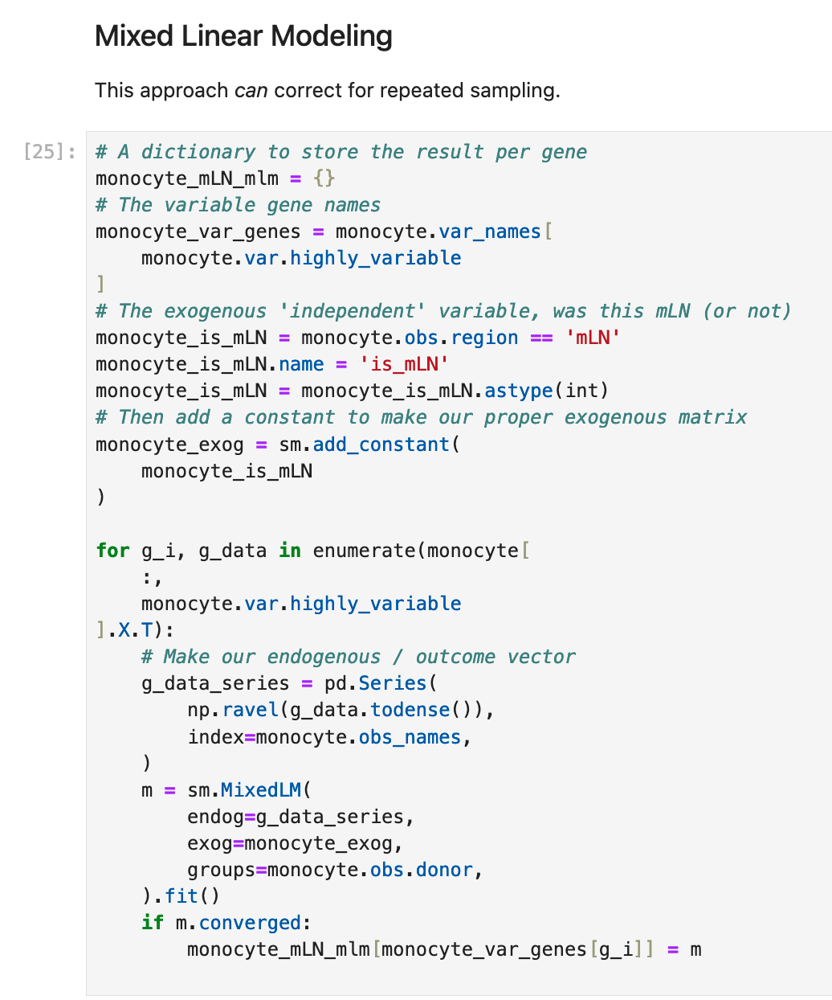 Mixed Linear Modeling
This approach can correct for repeated sampling.
[25]:
# A dictionary to store the result per gene
monocyte_mLN_mlm = {}
# The variable gene names
monocyte_var_genes = monocyte.var_names[
    monocyte.var.highly_variable
]
# The exogenous 'independent' variable, was this mLN (or not)
monocyte_is_mLN = monocyte.obs.region == 'mLN'
monocyte_is_mLN.name = 'is_mLN'
monocyte_is_mLN = monocyte_is_mLN.astype(int)
# Then add a constant to make our proper exogenous matrix
monocyte_exog = sm.add_constant(
    monocyte_is_mLN
)
for g_i, g_data in enumerate(monocyte[
    :,
    monocyte.var.highly_variable
].X.T):
    # Make our endogenous / outcome vector
    g_data_series = pd.Series(
        np.ravel(g_data.todense()),
        index=monocyte.obs_names,
    )
    m = sm.MixedLM(
        endog=g_data_series,
        exog=monocyte_exog,
        groups=monocyte.obs.donor,
    ).fit()
    if m.converged:
        monocyte_mLN_mlm[monocyte_var_genes[g_i]] = m